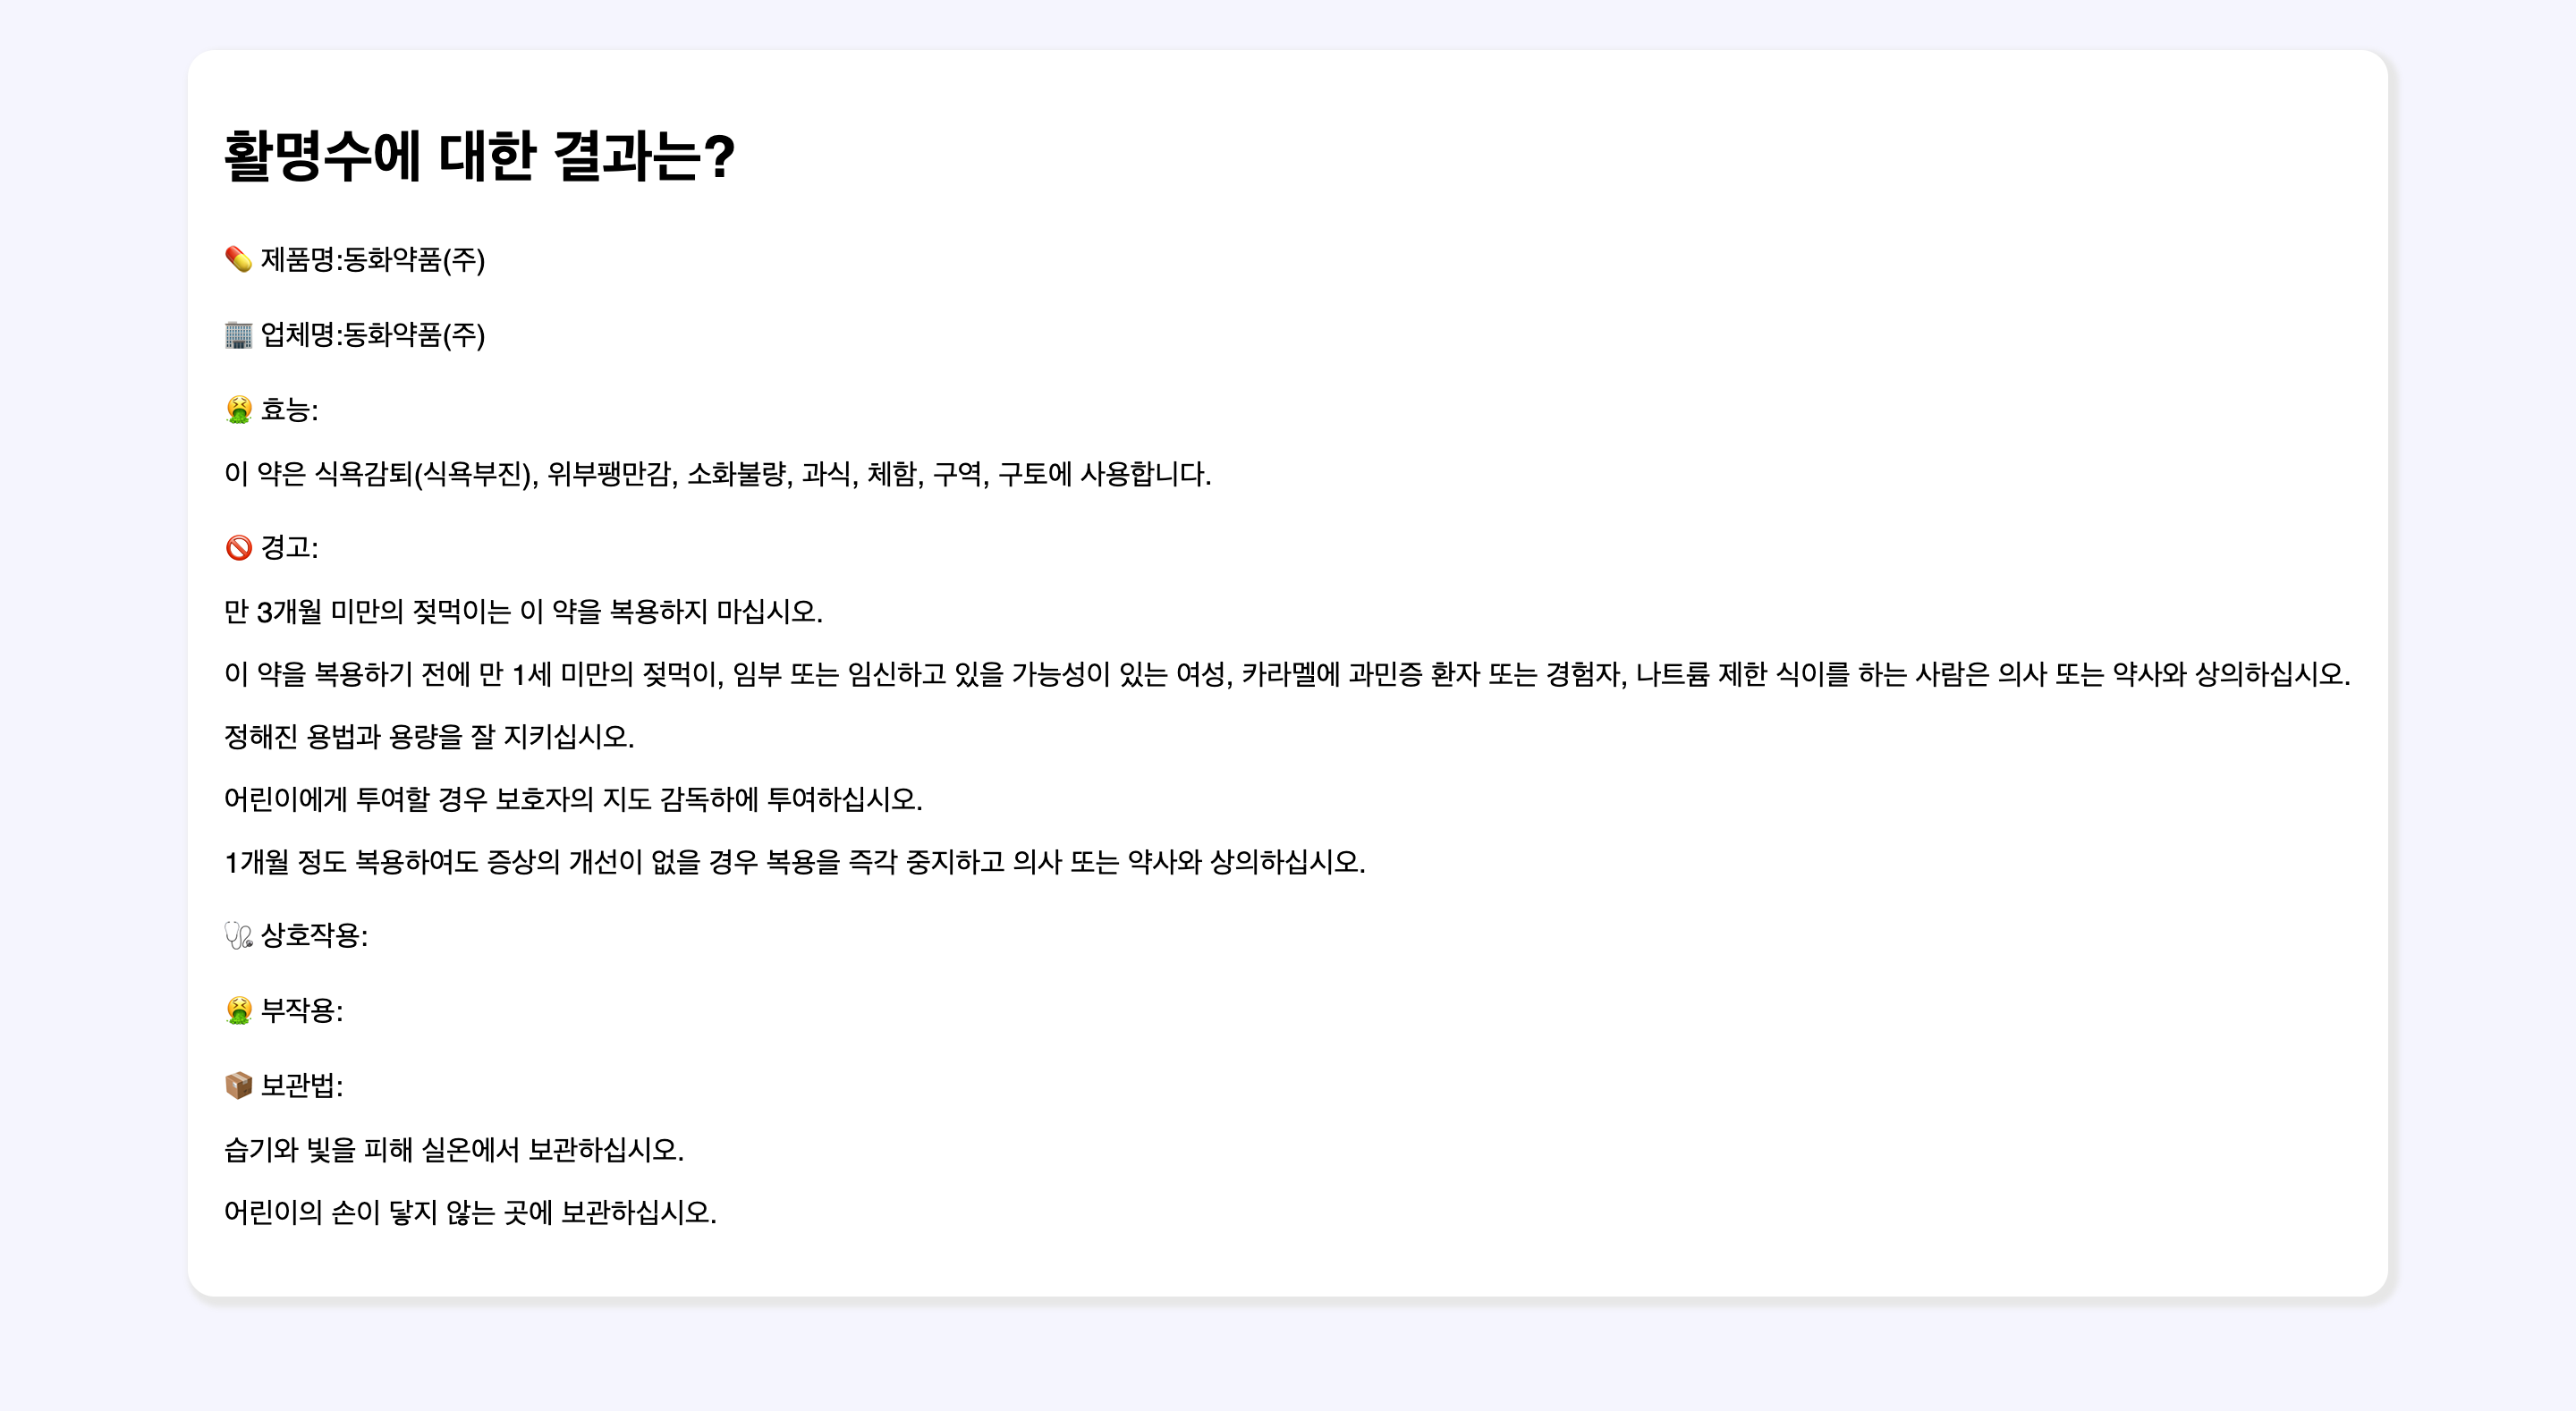 활명수에 대한 결과는?
💊 제품명:동화약품(주)
🏢 업체명:동화약품(주)
🤮 효능:
이 약은 식욕감퇴(식욕부진), 위부팽만감, 소화불량, 과식, 체함, 구역, 구토에 사용합니다.
🚫 경고:
만 3개월 미만의 젖먹이는 이 약을 복용하지 마십시오.
이 약을 복용하기 전에 만 1세 미만의 젖먹이, 임부 또는 임신하고 있을 가능성이 있는 여성, 카라멜에 과민증 환자 또는 경험자, 나트륨 제한 식이를 하는 사람은 의사 또는 약사와 상의하십시오.
정해진 용법과 용량을 잘 지키십시오.
어린이에게 투여할 경우 보호자의 지도 감독하에 투여하십시오.
1개월 정도 복용하여도 증상의 개선이 없을 경우 복용을 즉각 중지하고 의사 또는 약사와 상의하십시오.
🩺 상호작용:
🤮 부작용:
📦 보관법:
습기와 빛을 피해 실온에서 보관하십시오.
어린이의 손이 닿지 않는 곳에 보관하십시오.